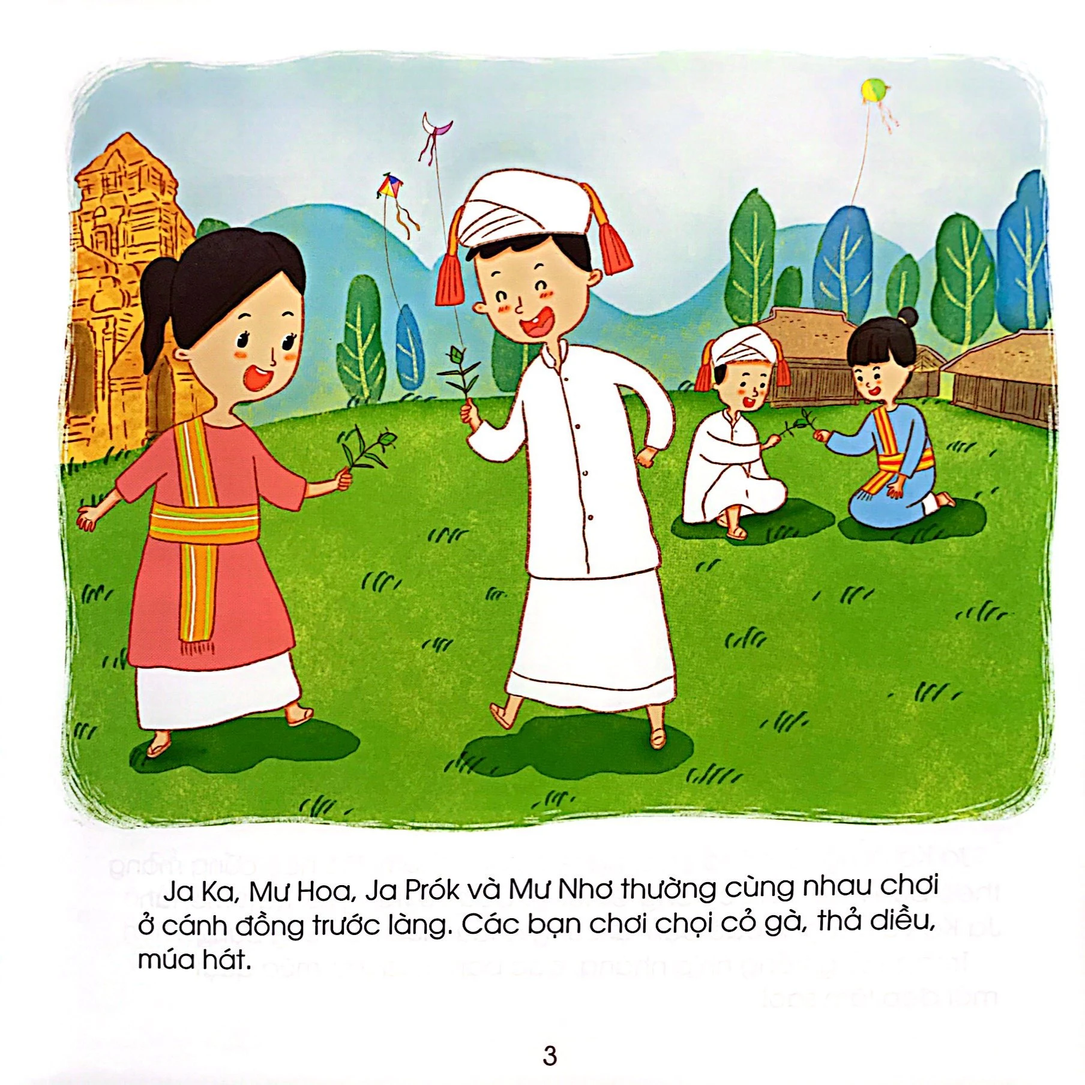 Ja Ka, Mư Hoa, Ja Prók và Mư Nhơ thường cùng nhau chơi
ở cánh đồng trước làng. Các bạn chơi chọi cỏ gà, thả diều,
múa hát.
3